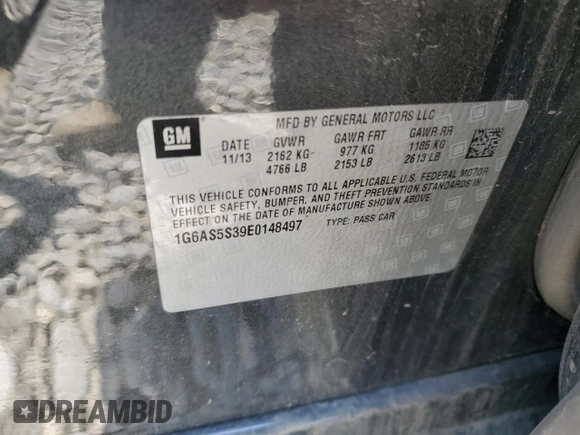 MFD BY GENERAL MOTORS LLC
GM
DATE GVWR GAWR FRT GAWR RR
11/13 2162 KG 977 KG 1185 KG
4766 LB 2153 LB 2613 LB
THIS VEHICLE CONFORMS TO ALL APPLICABLE U.S. FEDERAL MOTOR
VEHICLE SAFETY, BUMPER, AND THEFT PREVENTION STANDARDS IN
EFFECT ON THE DATE OF MANUFACTURE SHOWN ABOVE.
1G6AS5S39E0148497 TYPE: PASS CAR
DREAMBID